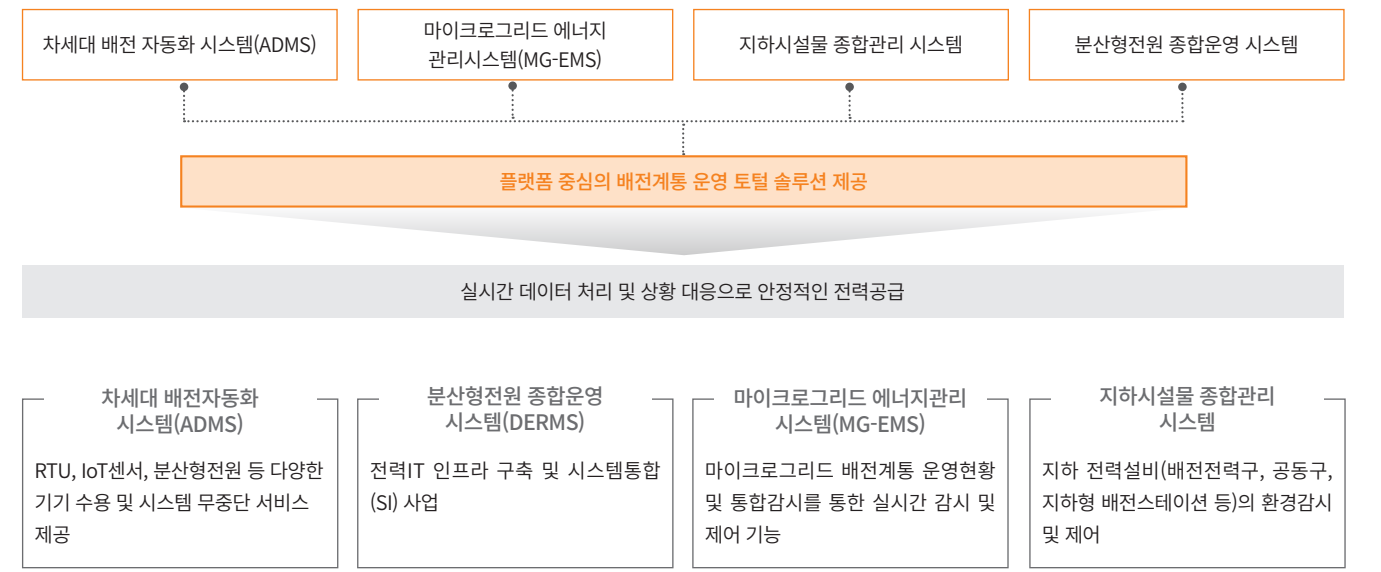 차세대 배전 자동화 시스템(ADMS)
마이크로그리드 에너지
관리시스템(MG-EMS)
지하시설물 종합관리 시스템
분산형전원 종합운영 시스템
플랫폼 중심의 배전계통 운영 토털 솔루션 제공
실시간 데이터 처리 및 상황 대응으로 안정적인 전력공급
차세대 배전자동화
시스템(ADMS)
RTU, IoT센서, 분산형전원 등 다양한
기기 수용 및 시스템 무중단 서비스
제공
분산형전원 종합운영
시스템(DERMS)
전력IT 인프라 구축 및 시스템통합
(SI) 사업
마이크로그리드 에너지관리
시스템(MG-EMS)
마이크로그리드 배전계통 운영현황
및 통합감시를 통한 실시간 감시 및
제어 기능
지하시설물 종합관리
시스템
지하 전력설비(배전전력구, 공동구,
지하형 배전스테이션 등)의 환경감시
및 제어